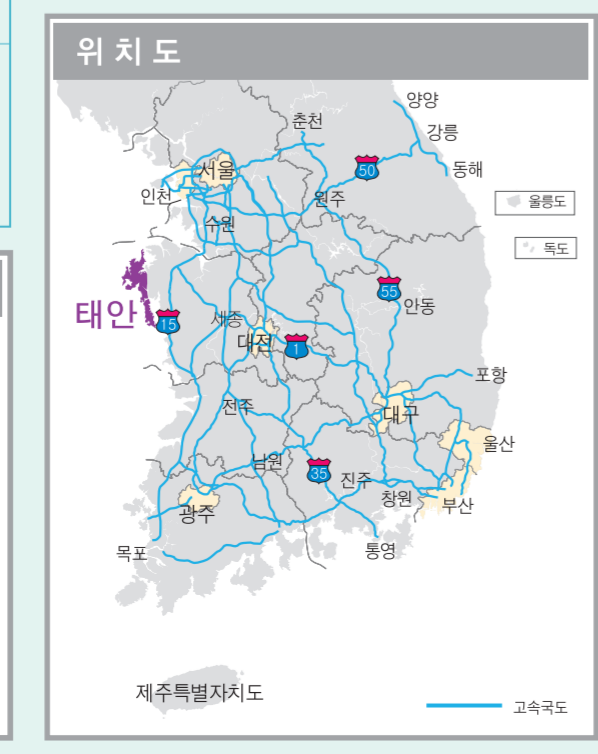 위치도
양양
춘천
강릉
50
동해
서울
인천
원주
울릉도
수원
독도
55
태안
안동
15
세종
대전
1
포항
전주
대구
울산
남원
35
진주
창원
부산
광주
목포
통영
제주특별자치도
고속국도